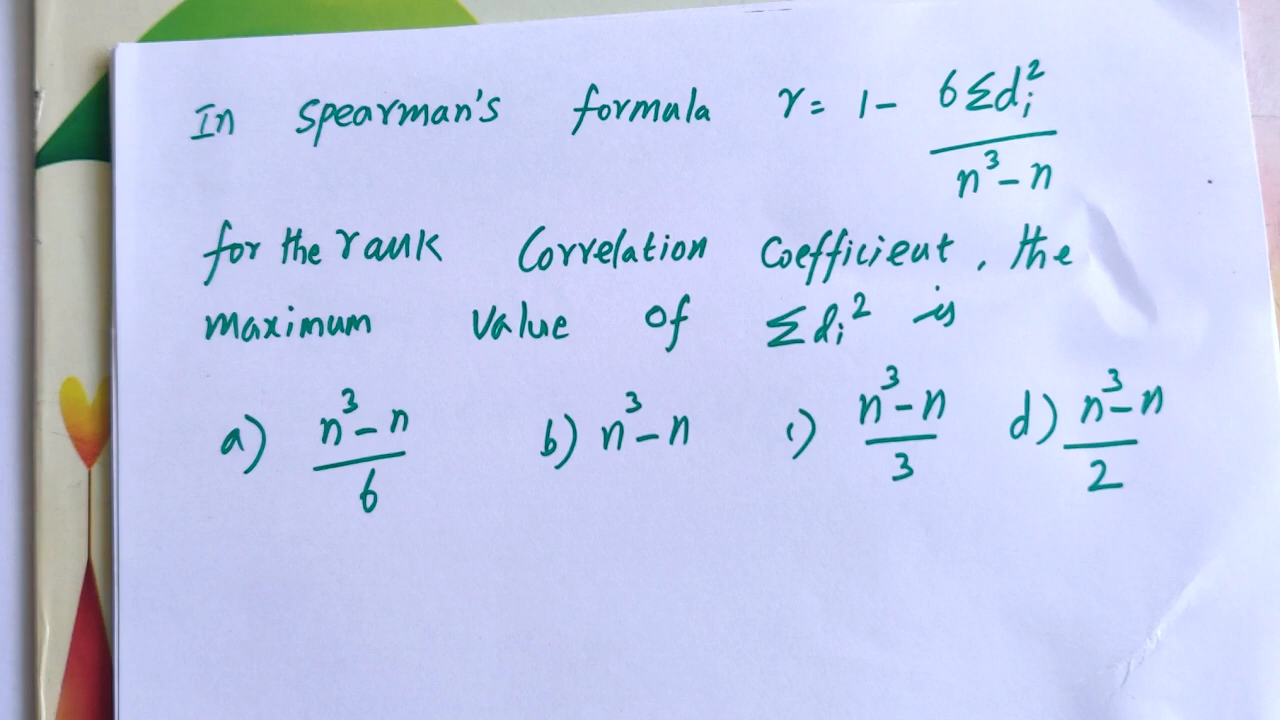 In Spearman's formula r = 1 - 6Σdᵢ² / (n³ - n)
for the rank Correlation Coefficient, the
maximum value of Σdᵢ² is
a) (n³ - n) / 6 b) n³ - n c) (n³ - n) / 3 d) (n³ - n) / 2